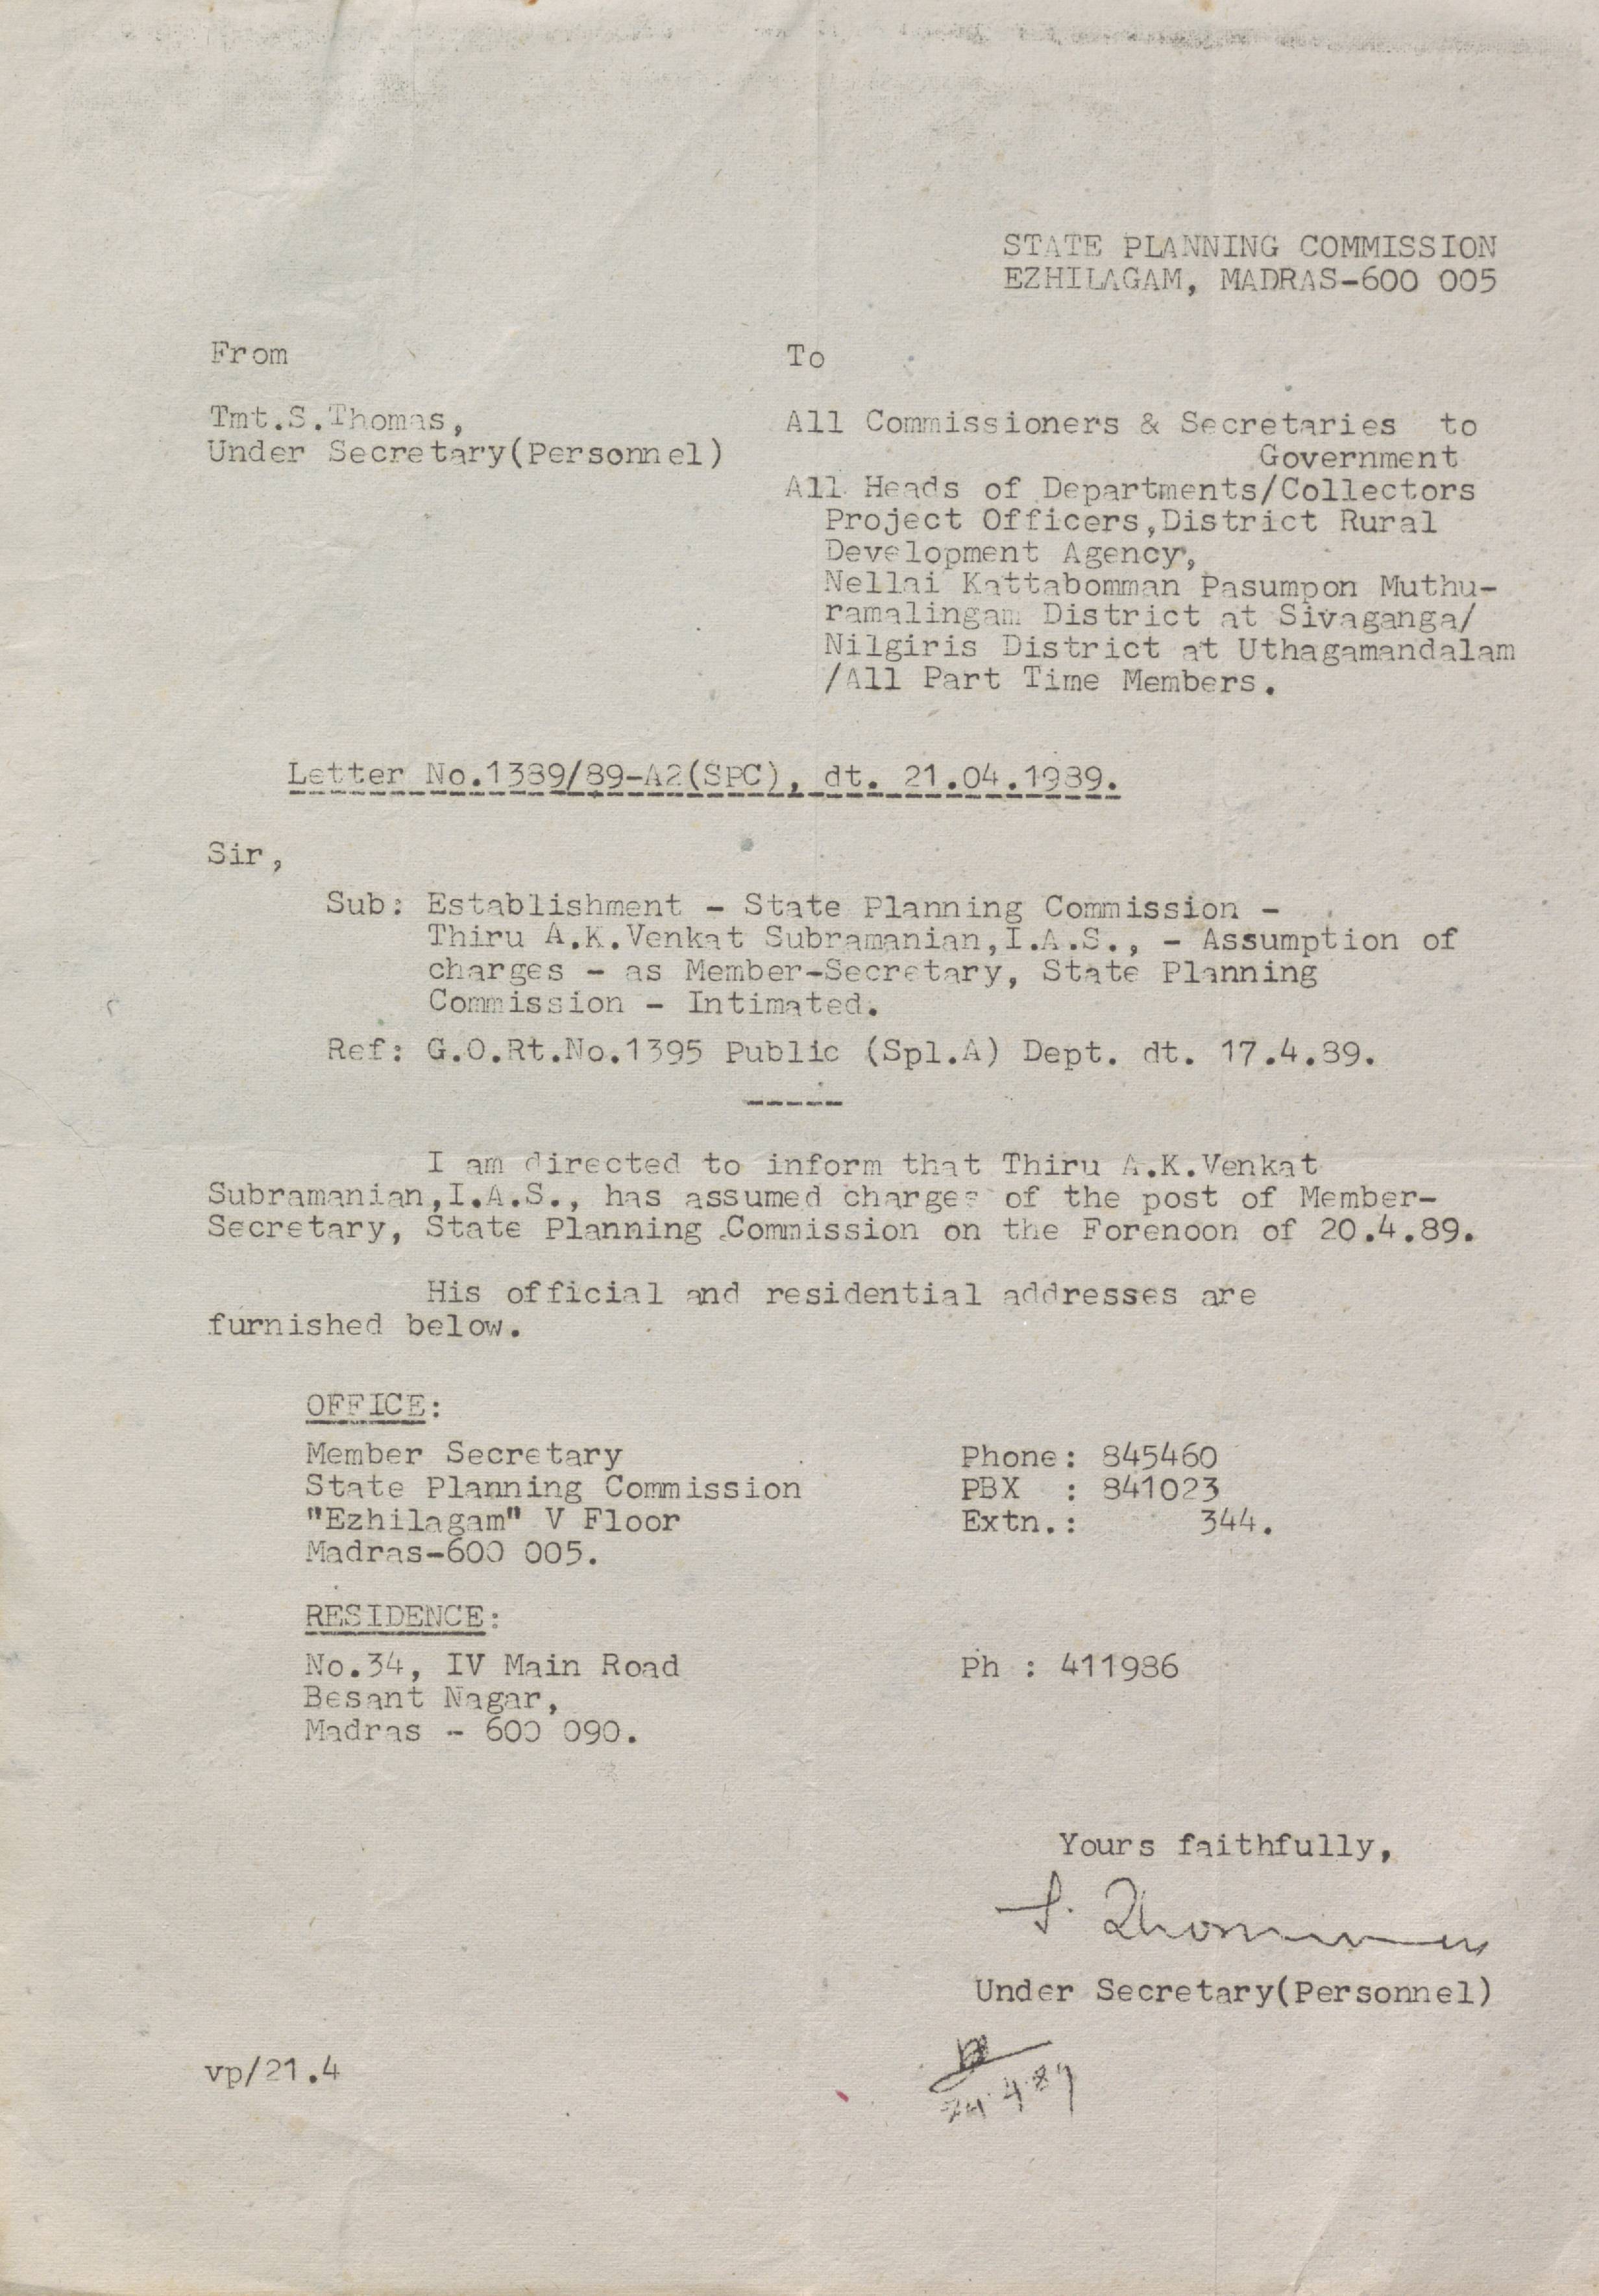 STATE PLANNING COMMISSION
EZHILAGAM, MADRAS-600 005
From
Tmt.S.Thomas,
Under Secretary(Personnel)
To
All Commissioners & Secretaries to
Government
All Heads of Departments/Collectors
Project Officers,District Rural
Development Agency,
Nellai Kattabomman Pasumpon Muthu-
ramalingam District at Sivaganga/
Nilgiris District at Uthagamandalam
/All Part Time Members.
Letter No.1389/89-A2(SPC), dt. 21.04.1989.
Sir,
Sub: Establishment - State Planning Commission -
Thiru A.K.Venkat Subramanian,I.A.S., - Assumption of
charges - as Member-Secretary, State Planning
Commission - Intimated.
Ref: G.O.Rt.No.1395 Public (Spl.A) Dept. dt. 17.4.89.
-----
I am directed to inform that Thiru A.K.Venkat
Subramanian,I.A.S., has assumed charges of the post of Member-
Secretary, State Planning Commission on the Forenoon of 20.4.89.
His official and residential addresses are
furnished below.
OFFICE:
Member Secretary
State Planning Commission
"Ezhilagam" V Floor
Madras-600 005.
Phone: 845460
PBX : 841023
Extn.: 344.
RESIDENCE:
No.34, IV Main Road
Besant Nagar,
Madras - 600 090.
Ph : 411986
Yours faithfully,
S. Thomas
Under Secretary(Personnel)
vp/21.4
4.89